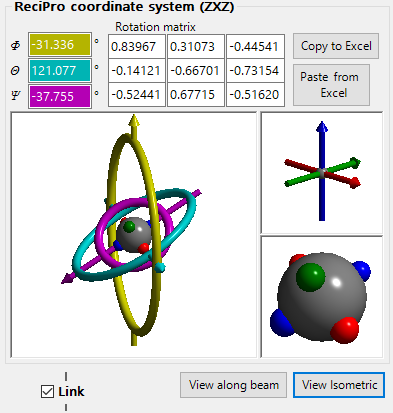 ReciPro coordinate system (ZXZ)
Rotation matrix
Φ -31.336 ° 0.83967 0.31073 -0.44541 Copy to Excel
Θ 121.077 ° -0.14121 -0.66701 -0.73154 Paste from
Excel
Ψ -37.755 ° -0.52441 0.67715 -0.51620
Link View along beam View Isometric